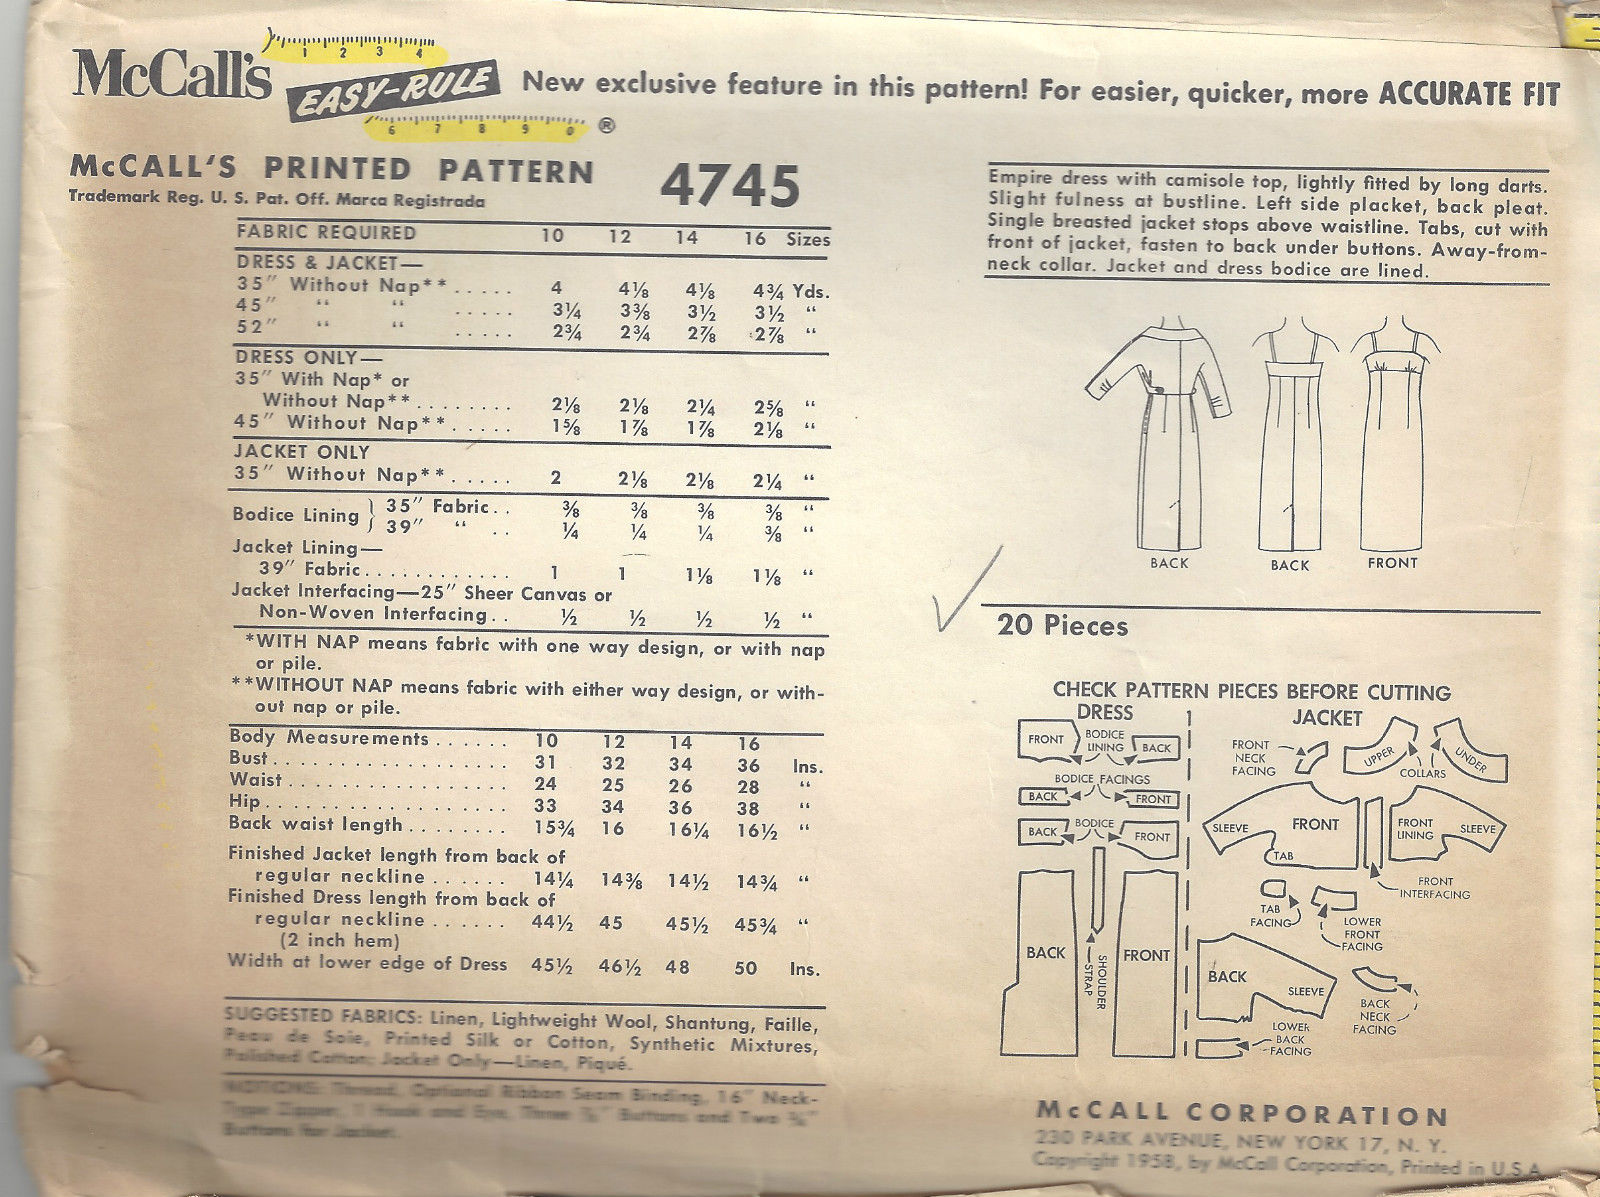 McCall's
1 2 3 4
EASY-RULE
6 7 8 9 0 ®
New exclusive feature in this pattern! For easier, quicker, more ACCURATE FIT
McCALL'S PRINTED PATTERN 4745
Trademark Reg. U. S. Pat. Off. Marca Registrada
FABRIC REQUIRED 10 12 14 16 Sizes
DRESS & JACKET—
35" Without Nap** ..... 4 4⅛ 4⅛ 4¾ Yds.
45" " " ..... 3¼ 3⅜ 3½ 3½ "
52" " " ..... 2¾ 2¾ 2⅞ 2⅞ "
DRESS ONLY—
35" With Nap* or
Without Nap** ........ 2⅛ 2⅛ 2¼ 2⅝ "
45" Without Nap** ..... 1⅝ 1⅞ 1⅞ 2⅛ "
JACKET ONLY
35" Without Nap** ..... 2 2⅛ 2⅛ 2¼ "
Bodice Lining } 35" Fabric .. ⅜ ⅜ ⅜ ⅜ "
39" " .. ¼ ¼ ¼ ⅜ "
Jacket Lining—
39" Fabric ............ 1 1 1⅛ 1⅛ "
Jacket Interfacing—25" Sheer Canvas or
Non-Woven Interfacing .. ½ ½ ½ ½ "
*WITH NAP means fabric with one way design, or with nap
or pile.
**WITHOUT NAP means fabric with either way design, or with-
out nap or pile.
Body Measurements ...... 10 12 14 16
Bust .................. 31 32 34 36 Ins.
Waist ................. 24 25 26 28 "
Hip ................... 33 34 36 38 "
Back waist length ........ 15¾ 16 16¼ 16½ "
Finished Jacket length from back of
regular neckline ...... 14¼ 14⅜ 14½ 14¾ "
Finished Dress length from back of
regular neckline ...... 44½ 45 45½ 45¾ "
(2 inch hem)
Width at lower edge of Dress 45½ 46½ 48 50 Ins.
SUGGESTED FABRICS: Linen, Lightweight Wool, Shantung, Faille,
Peau de Soie, Printed Silk or Cotton, Synthetic Mixtures,
Polished Cotton; Jacket Only—Linen, Piqué.
NOTIONS: Thread, Optional Ribbon Seam Binding, 16" Neck-
Type Zipper, 1 Hook and Eye, Three Buttons and Two
Buttons for Jacket.
Empire dress with camisole top, lightly fitted by long darts.
Slight fulness at bustline. Left side placket, back pleat.
Single breasted jacket stops above waistline. Tabs, cut with
front of jacket, fasten to back under buttons. Away-from-
neck collar. Jacket and dress bodice are lined.
BACK
BACK
FRONT
20 Pieces
CHECK PATTERN PIECES BEFORE CUTTING
DRESS
FRONT
BODICE
LINING
BACK
BODICE FACINGS
BACK
FRONT
BODICE
BACK
FRONT
BACK
SHOULDER
STRAP
FRONT
JACKET
FRONT
NECK
FACING
UPPER
UNDER
COLLARS
SLEEVE
FRONT
TAB
FRONT
LINING
SLEEVE
FRONT
INTERFACING
TAB
FACING
LOWER
FRONT
FACING
BACK
SLEEVE
BACK
NECK
FACING
LOWER
BACK
FACING
McCALL CORPORATION
230 PARK AVENUE, NEW YORK 17, N. Y.
Copyright 1958, by McCall Corporation, Printed in U.S.A.